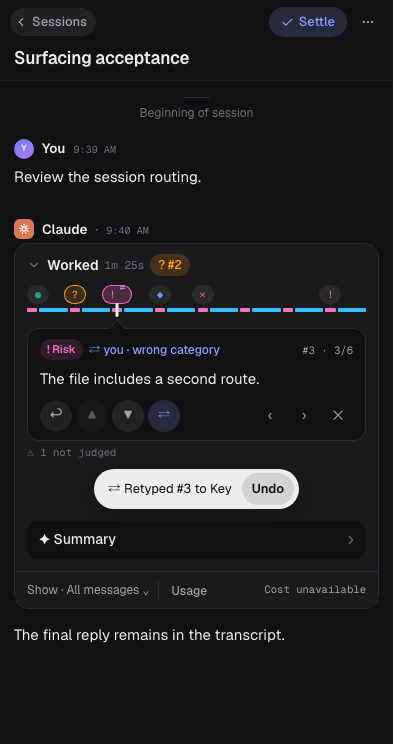 Sessions
Settle
Surfacing acceptance
Beginning of session
Y You 9:39 AM
Review the session routing.
Claude · 9:40 AM
Worked 1m 25s ? #2
? ! !
! Risk ⇄ you · wrong category #3 · 3/6
The file includes a second route.
⚠ 1 not judged
⇄ Retyped #3 to Key Undo
Summary
Show · All messages Usage Cost unavailable
The final reply remains in the transcript.